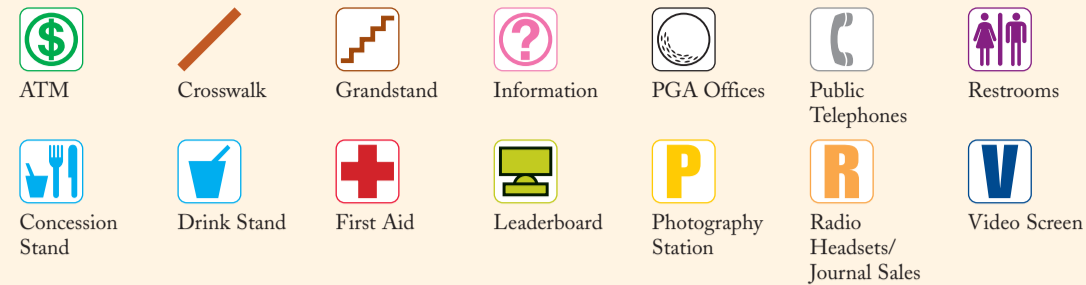 $
?
ATM
Crosswalk
Grandstand
Information
PGA Offices
Public
Telephones
Restrooms
P
R
V
Concession
Stand
Drink Stand
First Aid
Leaderboard
Photography
Station
Radio
Headsets/
Journal Sales
Video Screen